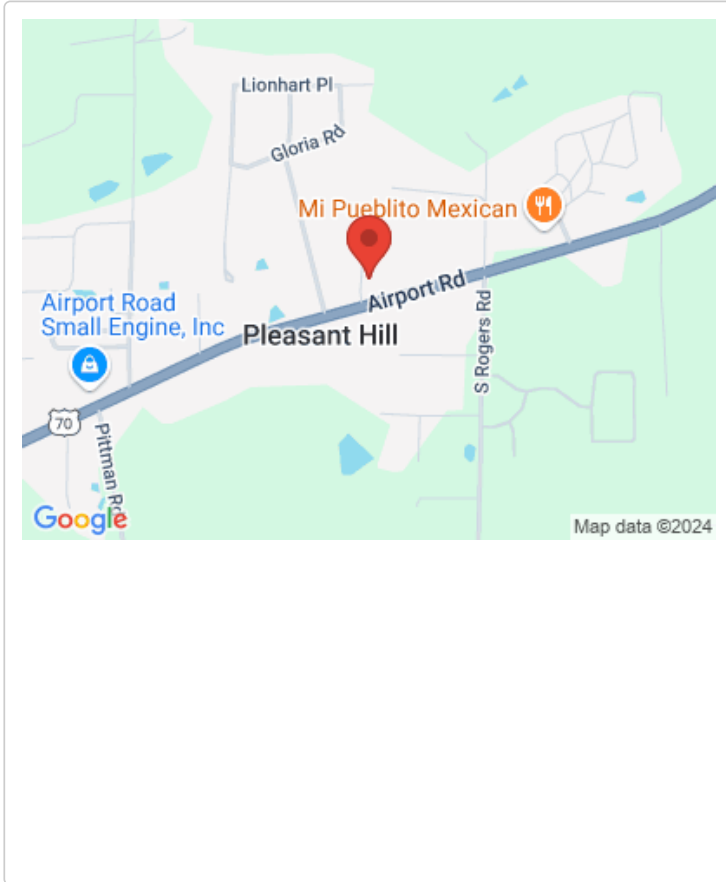 Lionhart Pl
Gloria Rd
Mi Pueblito Mexican
Airport Rd
Airport Road
Small Engine, Inc
Pleasant Hill
S Rogers Rd
70
Pittman Rd
Google
Map data ©2024